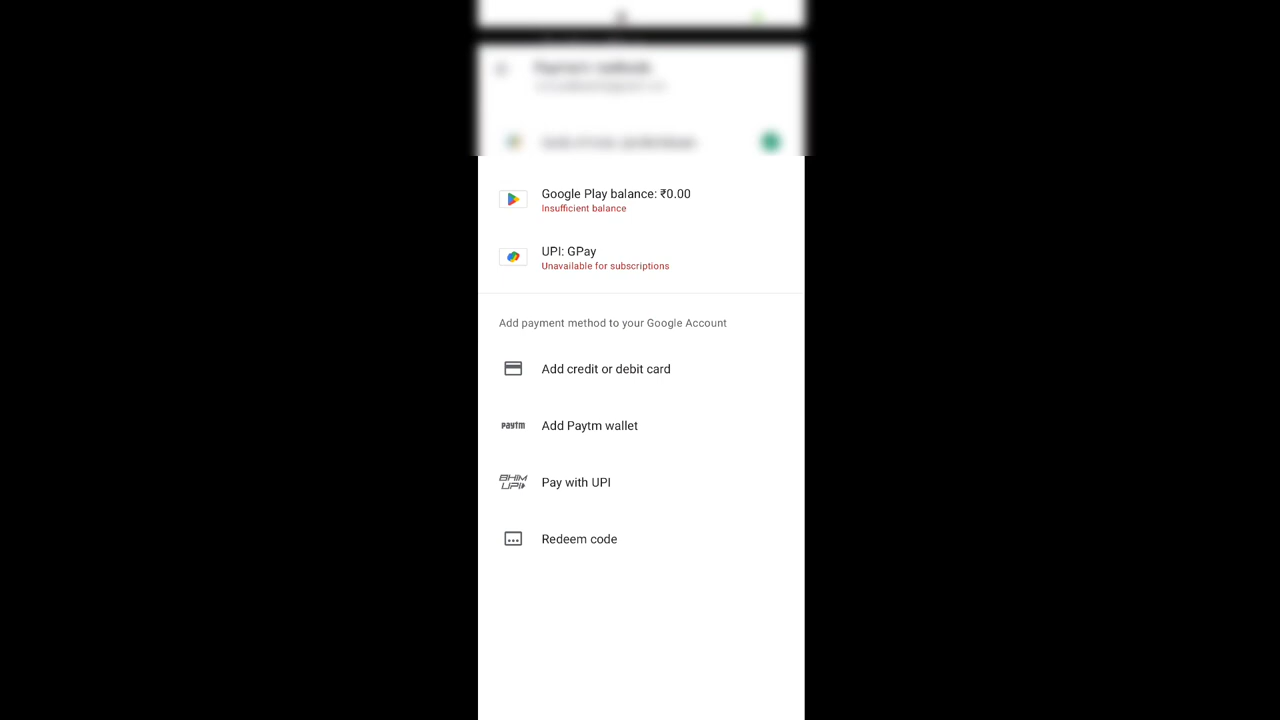 Google Play balance: ₹0.00
Insufficient balance
UPI: GPay
Unavailable for subscriptions
Add payment method to your Google Account
Add credit or debit card
paytm
Add Paytm wallet
BHIM
UPI
Pay with UPI
Redeem code